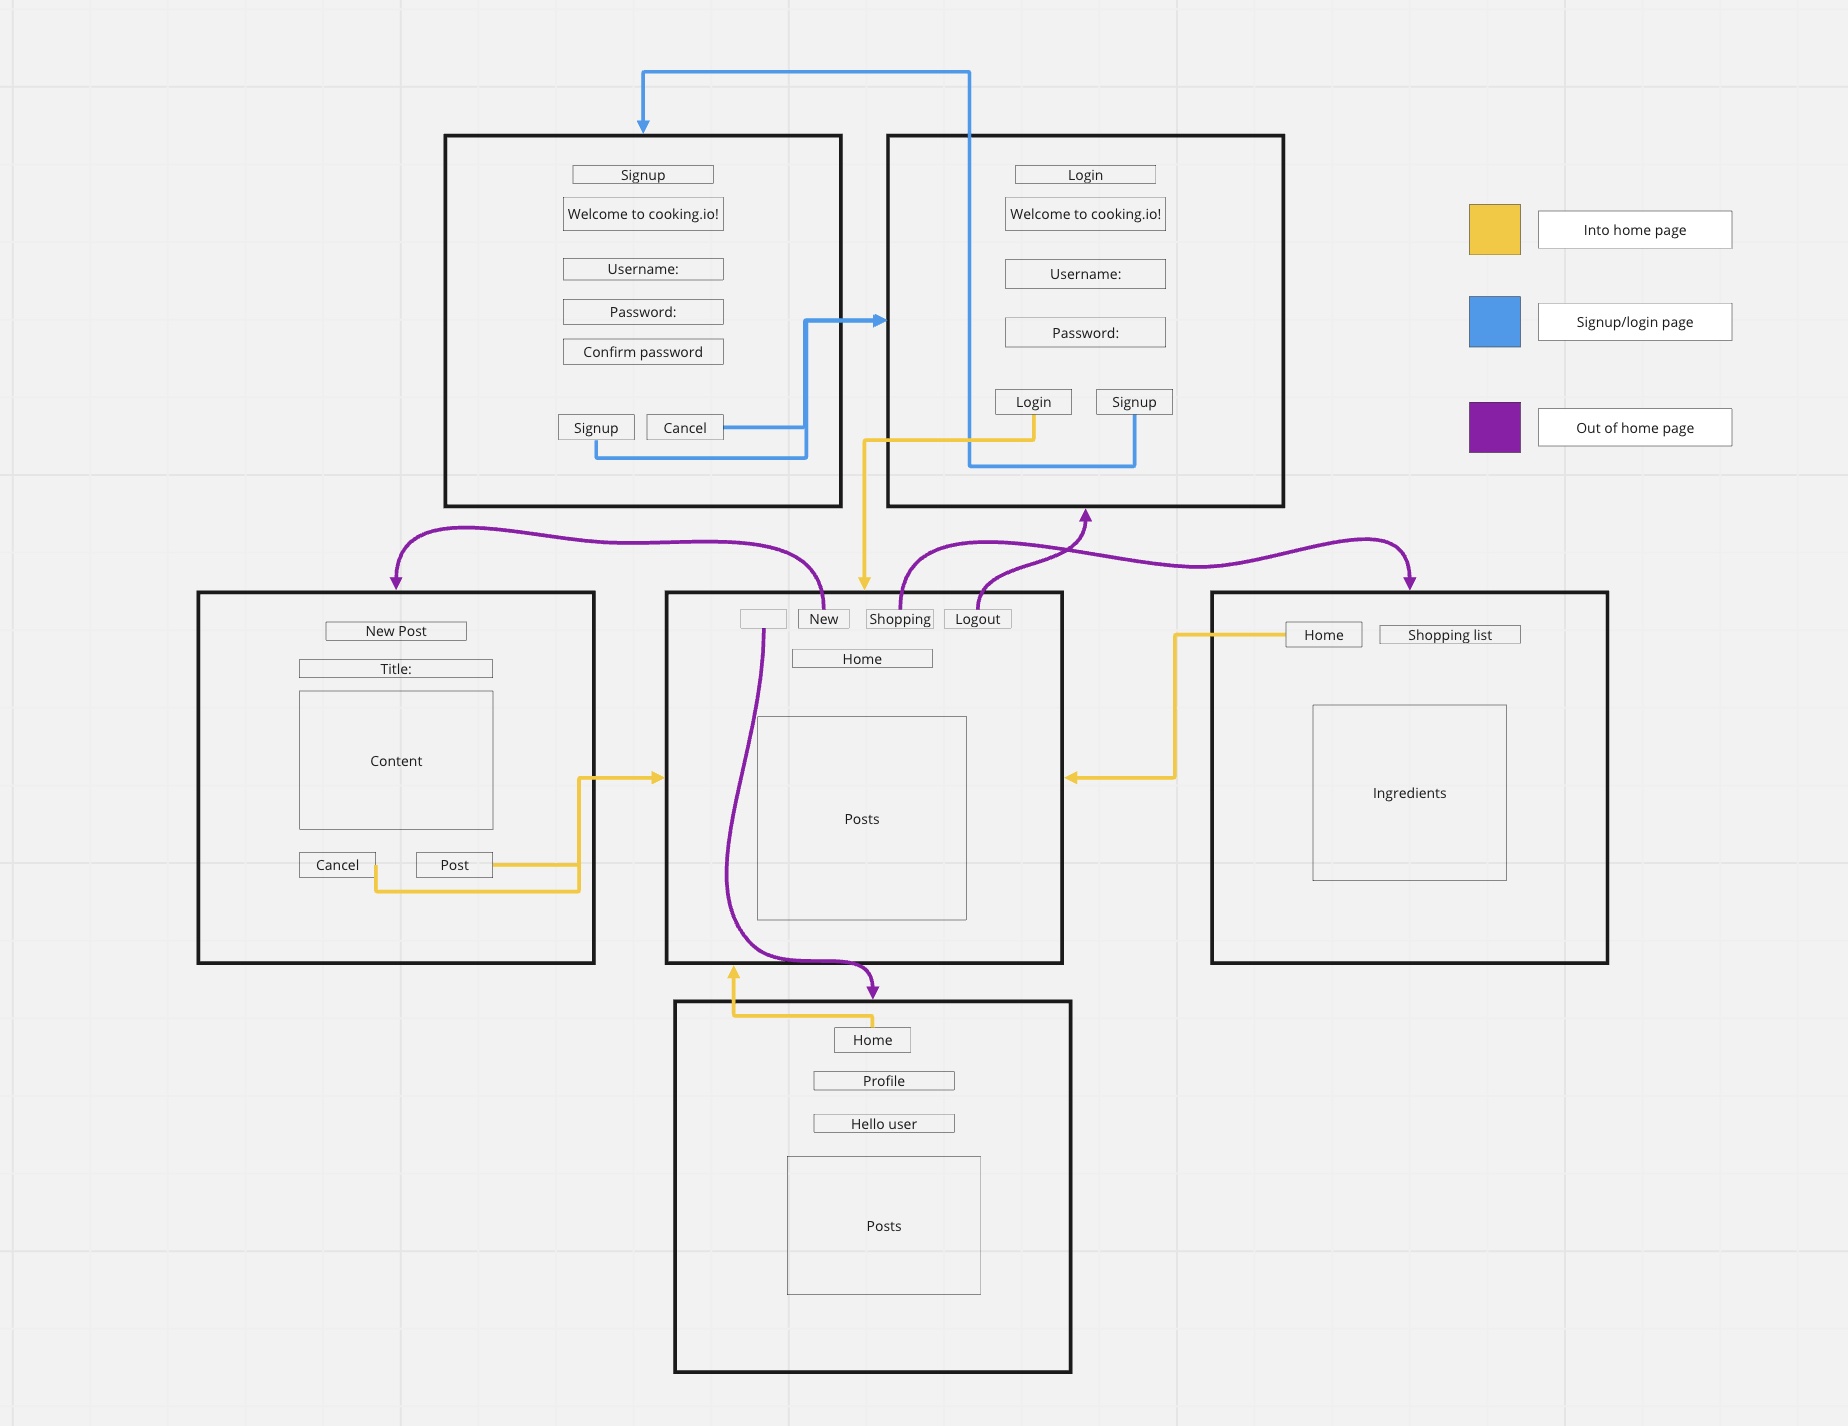 Signup
Welcome to cooking.io!
Username:
Password:
Confirm password
Signup
Cancel
Login
Welcome to cooking.io!
Username:
Password:
Login
Signup
Into home page
Signup/login page
Out of home page
New Post
Title:
Content
Cancel
Post
New
Shopping
Logout
Home
Posts
Home
Shopping list
Ingredients
Home
Profile
Hello user
Posts